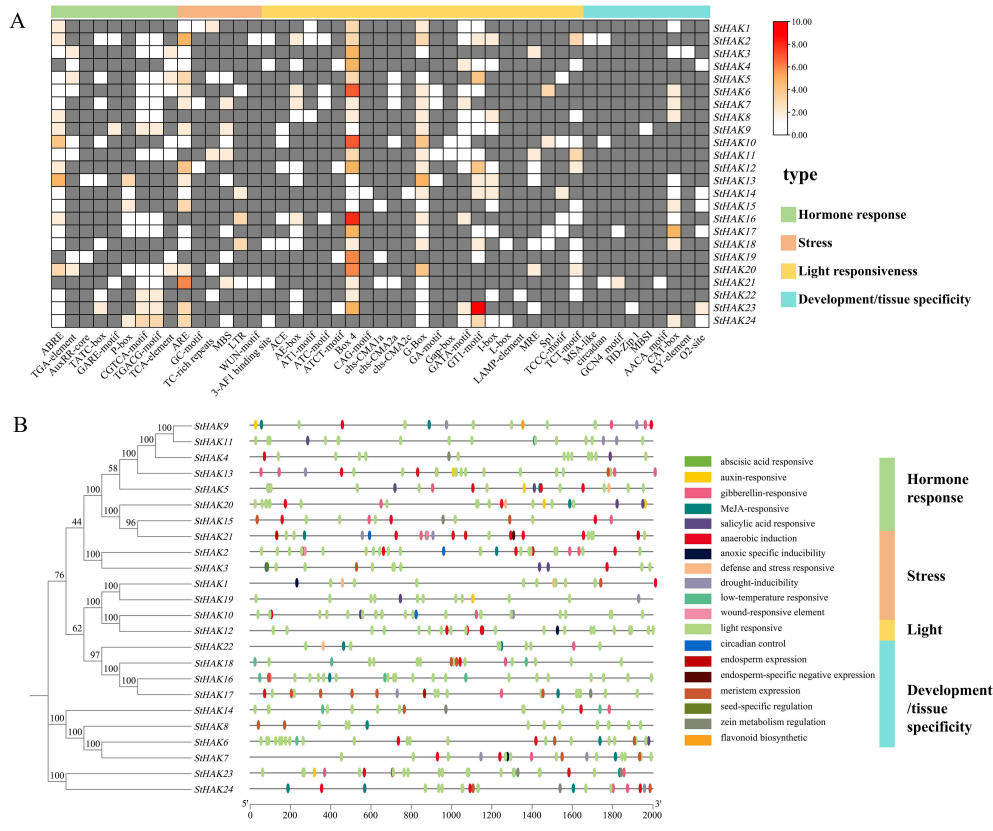 A
StHAK1
StHAK2
StHAK3
StHAK4
StHAK5
StHAK6
StHAK7
StHAK8
StHAK9
StHAK10
StHAK11
StHAK12
StHAK13
StHAK14
StHAK15
StHAK16
StHAK17
StHAK18
StHAK19
StHAK20
StHAK21
StHAK22
StHAK23
StHAK24
10.00
8.00
6.00
4.00
2.00
0.00
type
Hormone response
Stress
Light responsiveness
Development/tissue specificity
ABRE
TGA-element
AuxRR-core
TATC-box
GARE-motif
P-box
CGTCA-motif
TGACG-motif
TCA-element
ARE
GC-motif
TC-rich repeats
MBS
LTR
WUN-motif
3-AF1 binding site
ACE
AE-box
AT1-motif
ATC-motif
ATCT-motif
Box 4
CAG-motif
chs-CMA1a
chs-CMA2a
chs-CMA2c
G-Box
GA-motif
Gap-box
GATA-motif
GT1-motif
I-box
L-box
LAMP-element
MRE
Sp1
TCCC-motif
TCT-motif
MSA-like
circadian
GCN4_motif
HD-Zip 1
MBSI
AACA_motif
CAT-box
RY-element
O2-site
B
StHAK9
StHAK11
StHAK4
StHAK13
StHAK5
StHAK20
StHAK15
StHAK21
StHAK2
StHAK3
StHAK1
StHAK19
StHAK10
StHAK12
StHAK22
StHAK18
StHAK16
StHAK17
StHAK14
StHAK8
StHAK6
StHAK7
StHAK23
StHAK24
100
100
100
58
100
100
96
44
100
76
100
100
100
62
97
100
100
100
100
100
100
5'
3'
0
200
400
600
800
1000
1200
1400
1600
1800
2000
abscisic acid responsive
auxin-responsive
gibberellin-responsive
MeJA-responsive
salicylic acid responsive
anaerobic induction
anoxic specific inducibility
defense and stress responsive
drought-inducibility
low-temperature responsive
wound-responsive element
light responsive
circadian control
endosperm expression
endosperm-specific negative expression
meristem expression
seed-specific regulation
zein metabolism regulation
flavonoid biosynthetic
Hormone
response
Stress
Light
Development
/tissue
specificity